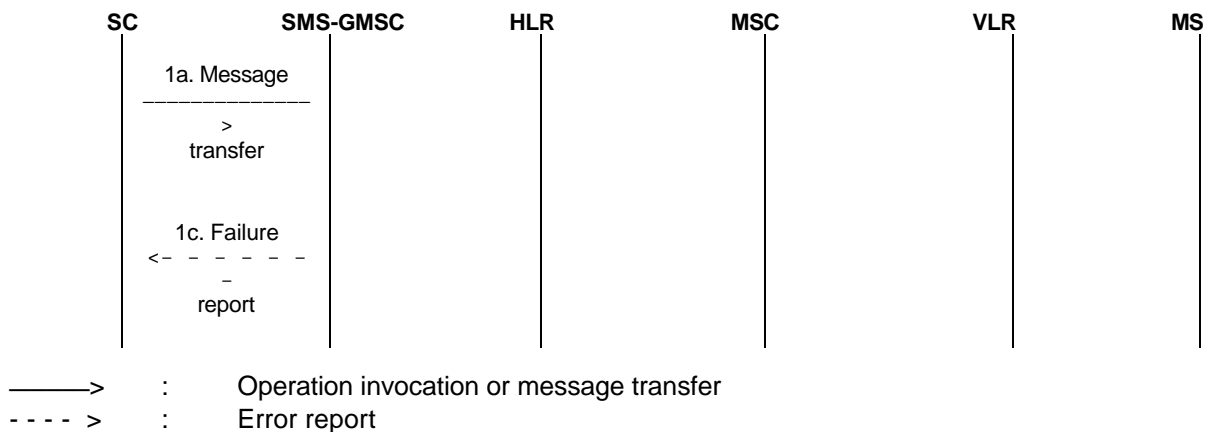 SC SMS-GMSC HLR MSC VLR MS
1a. Message
——————————————
>
transfer
1c. Failure
<– – – – – –
–
report
————> : Operation invocation or message transfer
- - - - > : Error report